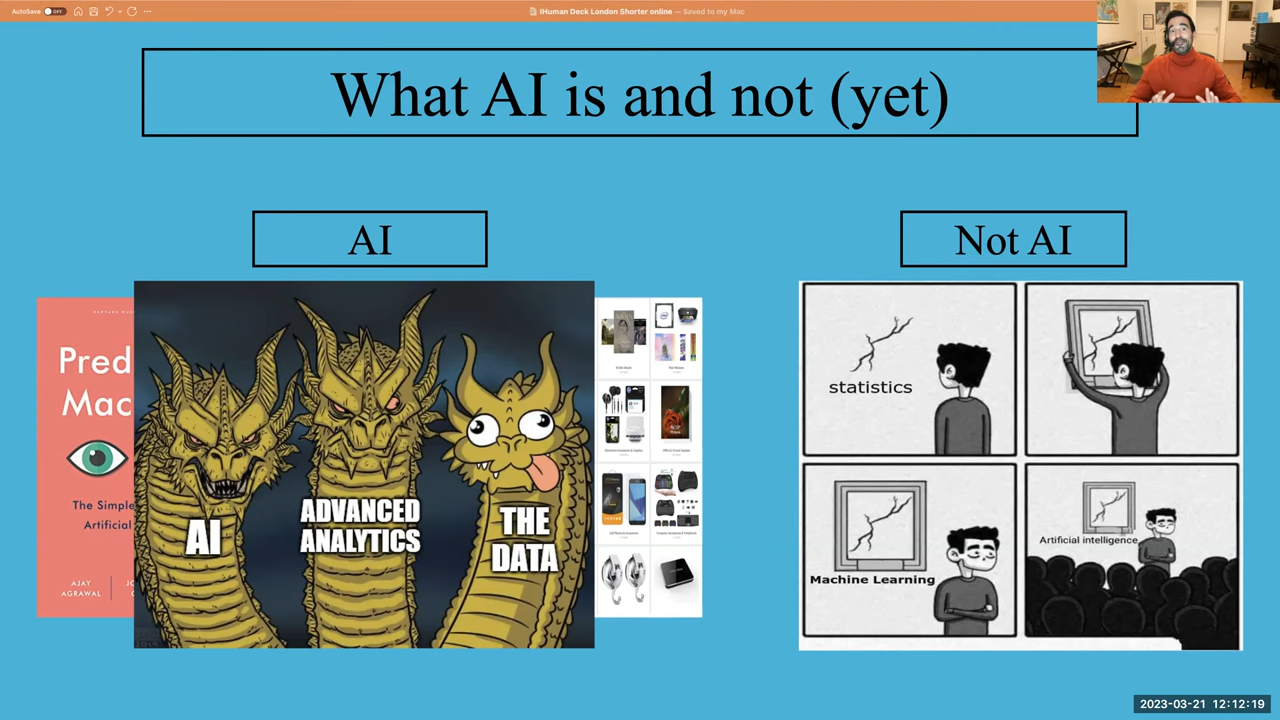 AutoSave OFF
IHuman Deck London Shorter online — Saved to my Mac
What AI is and not (yet)
AI
Not AI
Pred
Mac
The Simple
Artificial
AJAY
AGRAWAL
AI
ADVANCED
ANALYTICS
THE
DATA
statistics
Machine Learning
Artificial intelligence
2023-03-21 12:12:19